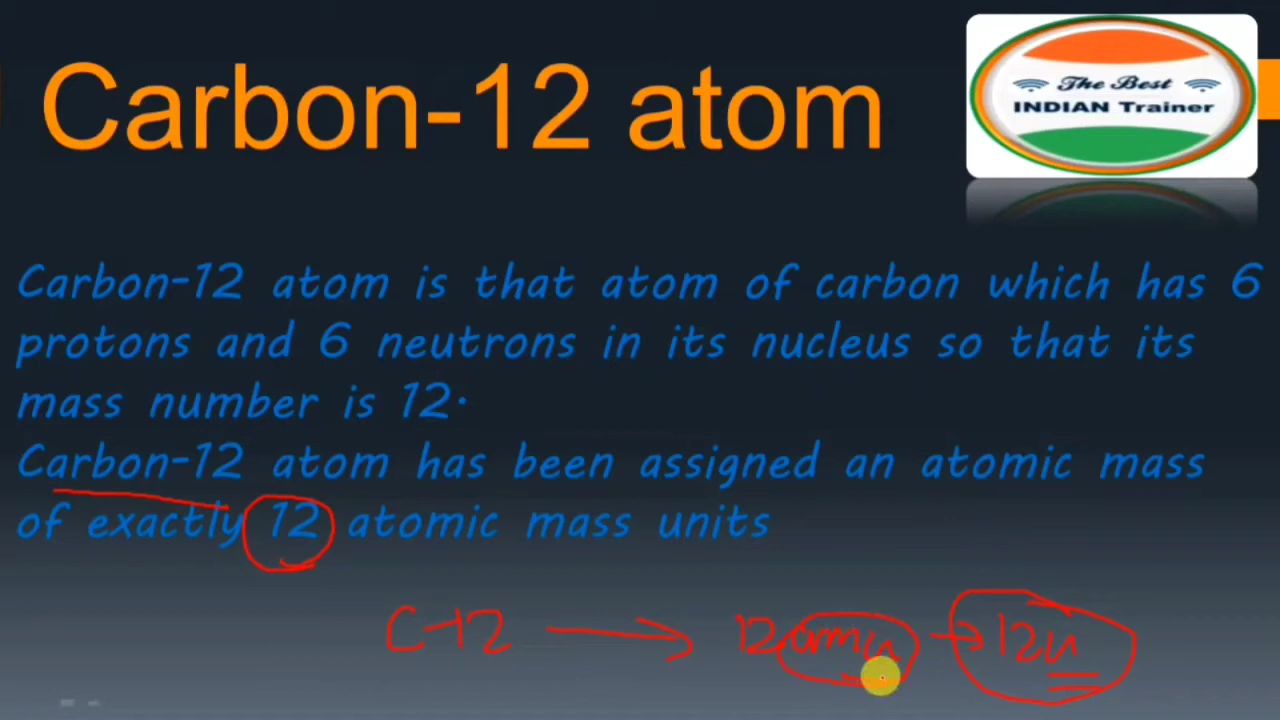 Carbon-12 atom
The Best
INDIAN Trainer
Carbon-12 atom is that atom of carbon which has 6
protons and 6 neutrons in its nucleus so that its
mass number is 12.
Carbon-12 atom has been assigned an atomic mass
of exactly 12 atomic mass units
C-12 → 12 amu → 12u